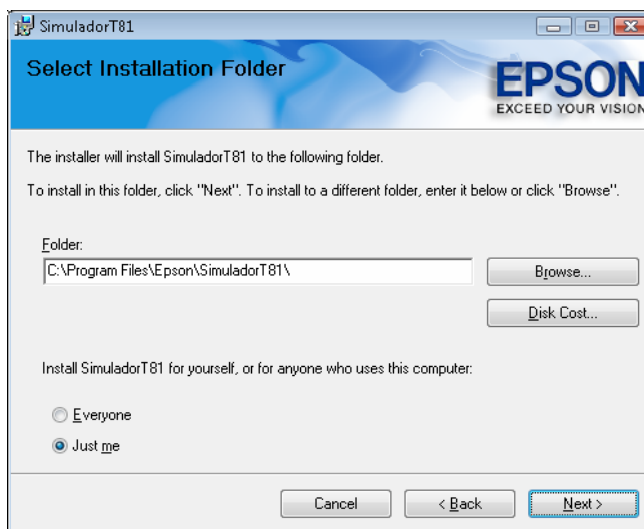 SimuladorT81
Select Installation Folder
EPSON
EXCEED YOUR VISION
The installer will install SimuladorT81 to the following folder.
To install in this folder, click "Next". To install to a different folder, enter it below or click "Browse".
Folder:
C:\Program Files\Epson\SimuladorT81\
Browse...
Disk Cost...
Install SimuladorT81 for yourself, or for anyone who uses this computer:
Everyone
Just me
Cancel
< Back
Next >